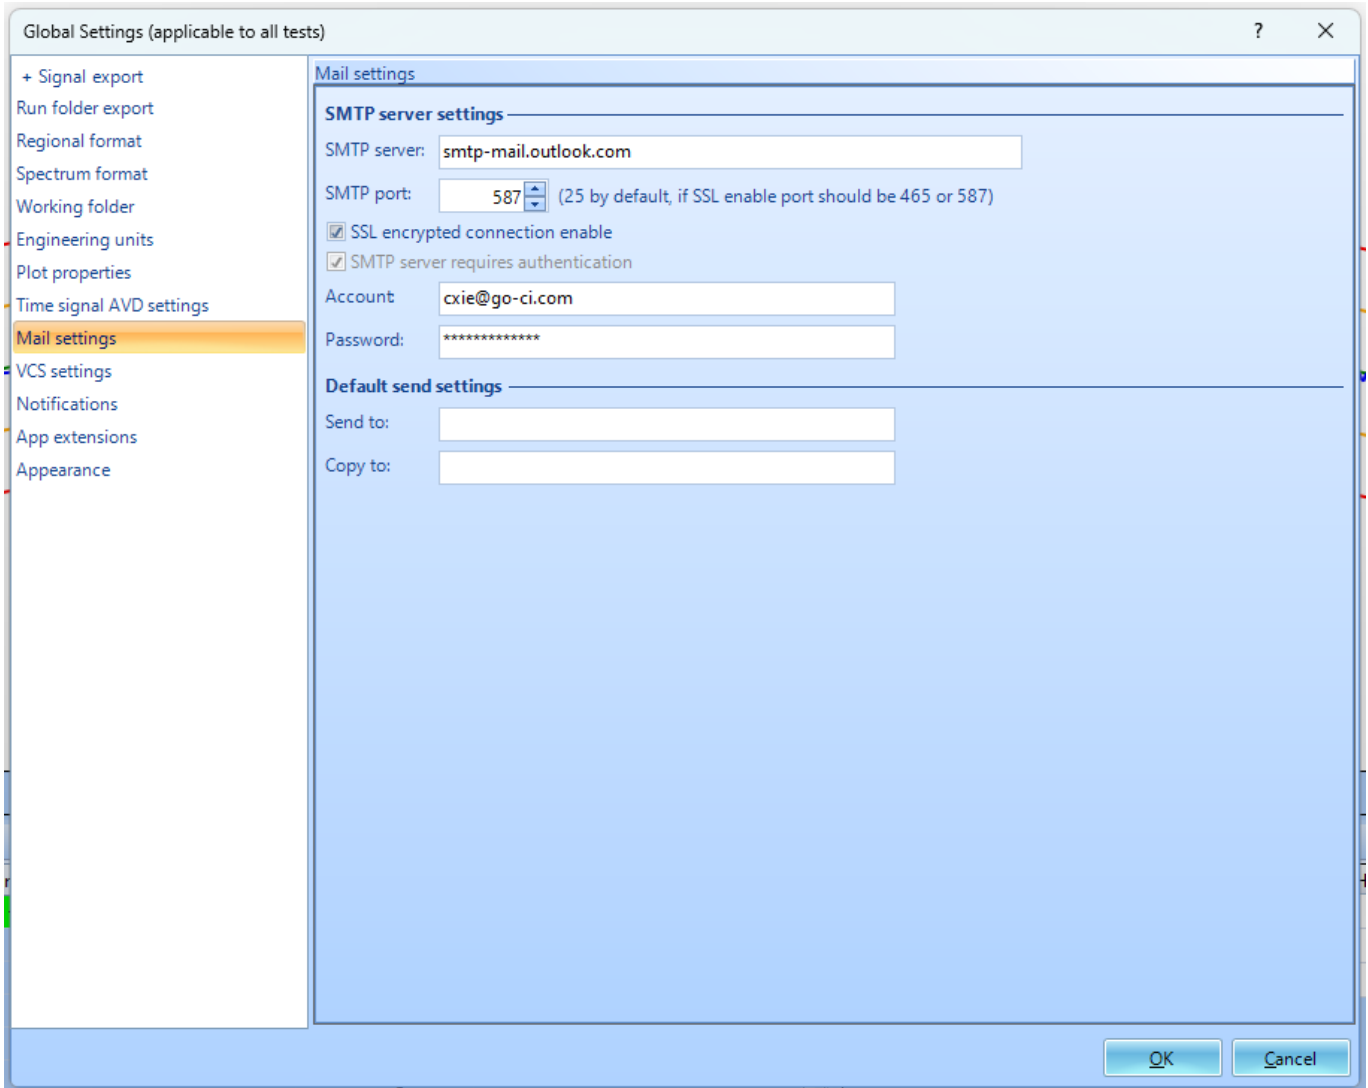 Global Settings (applicable to all tests)
?
+ Signal export
Run folder export
Regional format
Spectrum format
Working folder
Engineering units
Plot properties
Time signal AVD settings
Mail settings
VCS settings
Notifications
App extensions
Appearance
Mail settings
SMTP server settings
SMTP server: smtp-mail.outlook.com
SMTP port: 587 (25 by default, if SSL enable port should be 465 or 587)
SSL encrypted connection enable
SMTP server requires authentication
Account cxie@go-ci.com
Password: *************
Default send settings
Send to:
Copy to:
OK Cancel